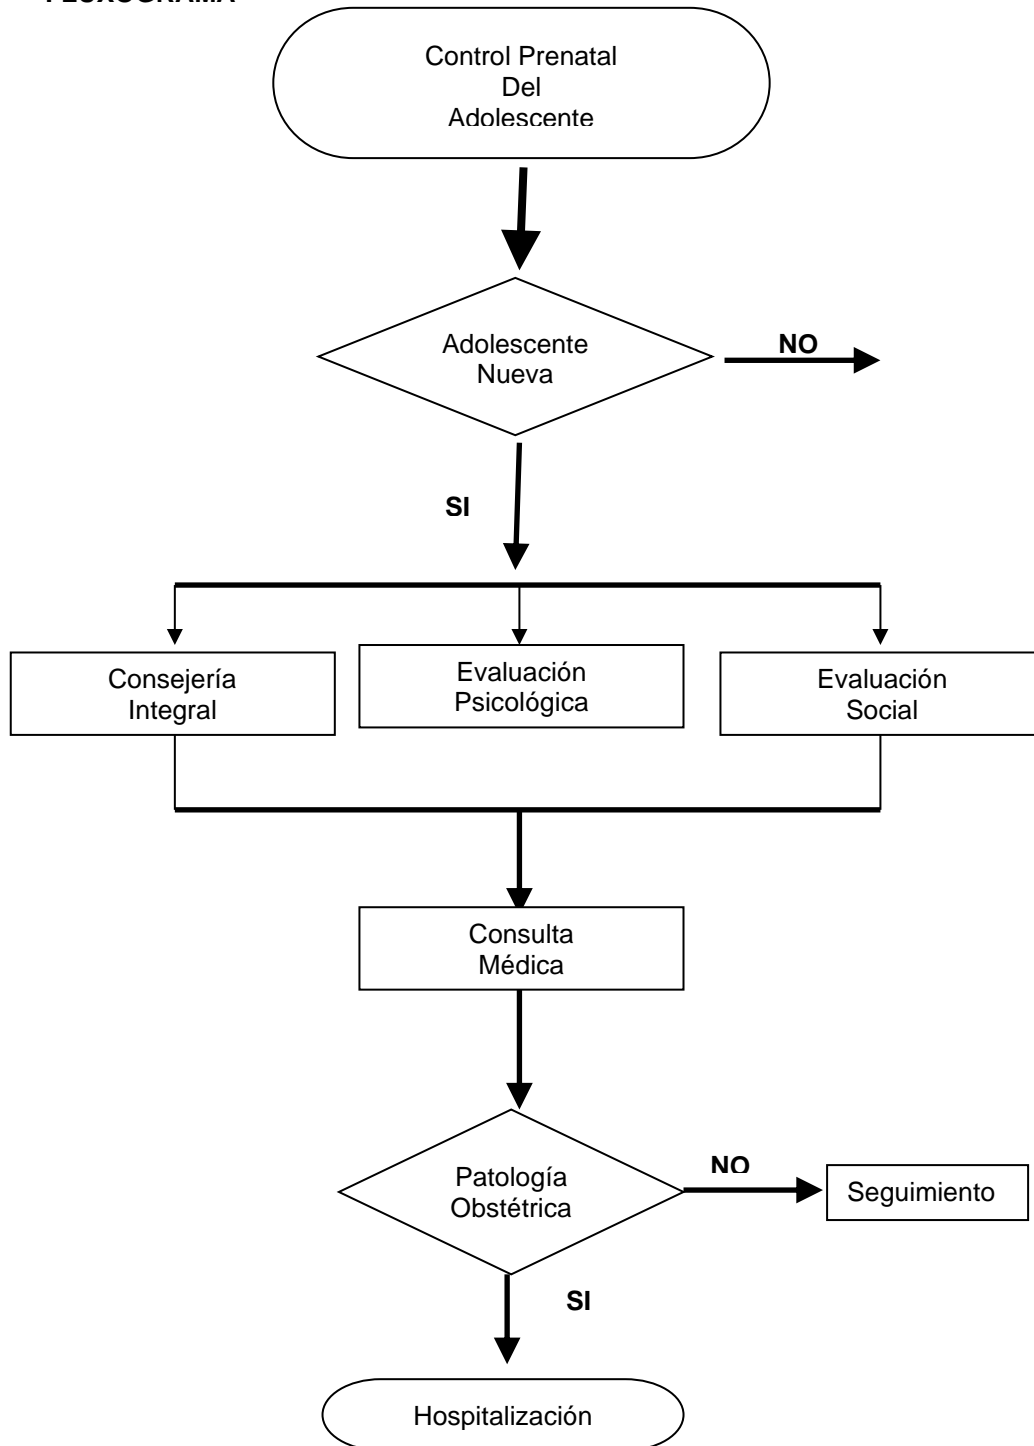 FLUXOGRAMA
Control Prenatal
Del
Adolescente
Adolescente
Nueva
NO
SI
Consejería
Integral
Evaluación
Psicológica
Evaluación
Social
Consulta
Médica
Patología
Obstétrica
NO
Seguimiento
SI
Hospitalización